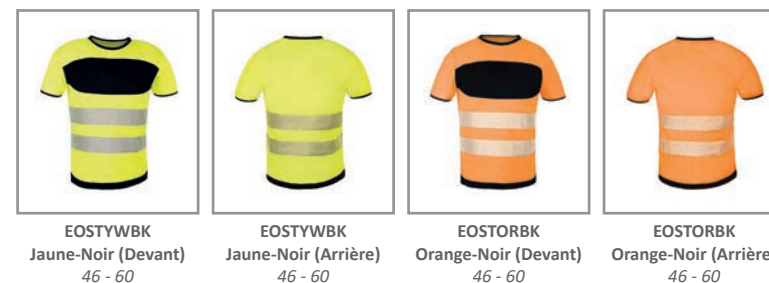 EOSTYWBK
Jaune-Noir (Devant)
46 - 60
EOSTYWBK
Jaune-Noir (Arrière)
46 - 60
EOSTORBK
Orange-Noir (Devant)
46 - 60
EOSTORBK
Orange-Noir (Arrière
46 - 60